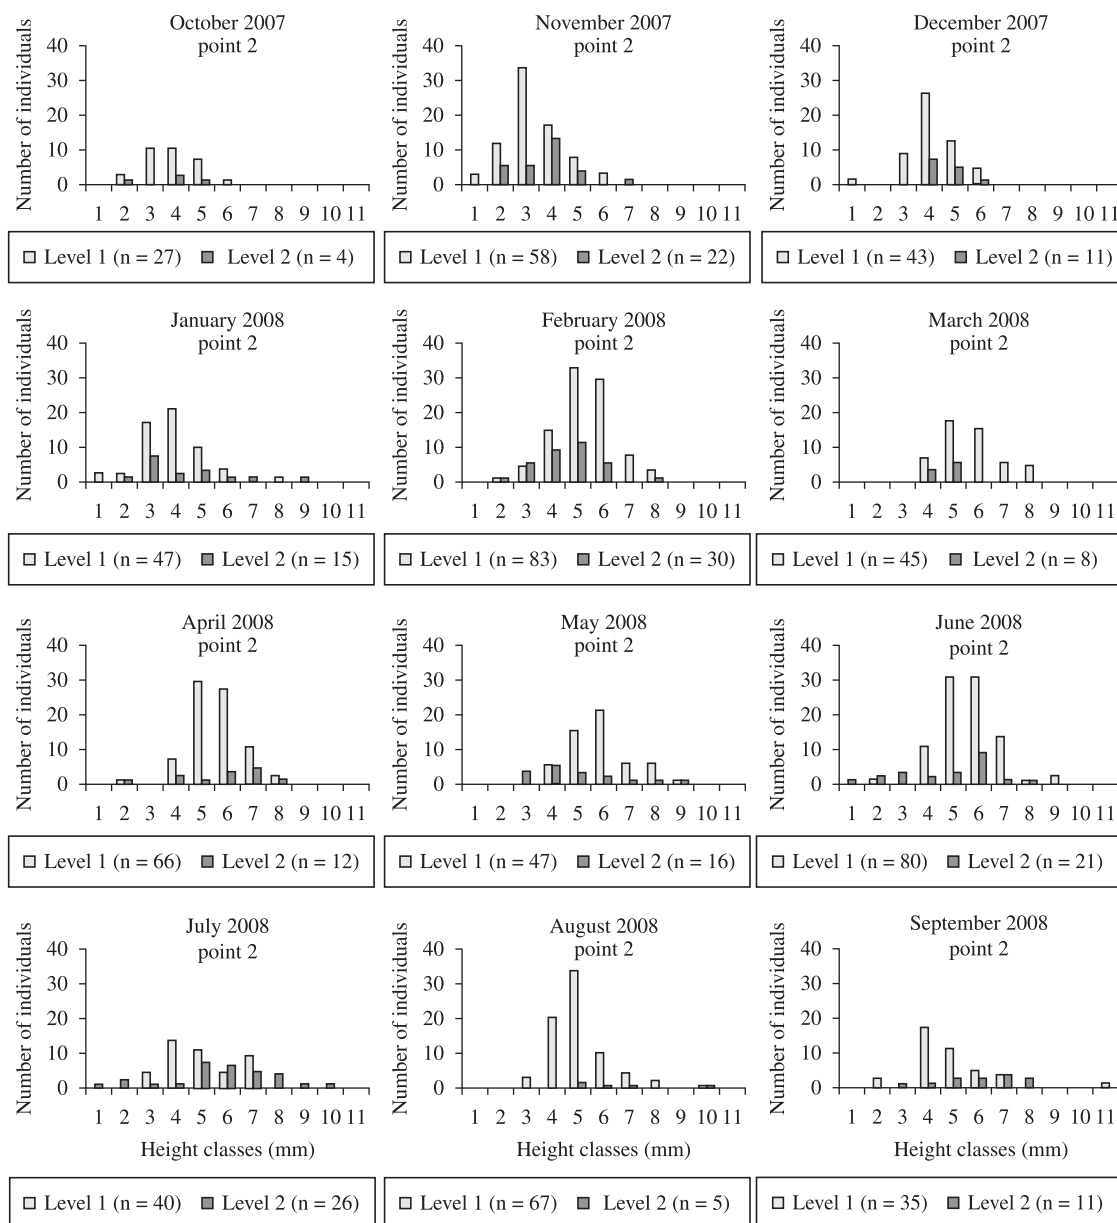 October 2007
point 2
Number of individuals
40
30
20
10
0
1 2 3 4 5 6 7 8 9 10 11
Level 1 (n = 27) Level 2 (n = 4)
November 2007
point 2
Number of individuals
40
30
20
10
0
1 2 3 4 5 6 7 8 9 10 11
Level 1 (n = 58) Level 2 (n = 22)
December 2007
point 2
Number of individuals
40
30
20
10
0
1 2 3 4 5 6 7 8 9 10 11
Level 1 (n = 43) Level 2 (n = 11)
January 2008
point 2
Number of individuals
40
30
20
10
0
1 2 3 4 5 6 7 8 9 10 11
Level 1 (n = 47) Level 2 (n = 15)
February 2008
point 2
Number of individuals
40
30
20
10
0
1 2 3 4 5 6 7 8 9 10 11
Level 1 (n = 83) Level 2 (n = 30)
March 2008
point 2
Number of individuals
40
30
20
10
0
1 2 3 4 5 6 7 8 9 10 11
Level 1 (n = 45) Level 2 (n = 8)
April 2008
point 2
Number of individuals
40
30
20
10
0
1 2 3 4 5 6 7 8 9 10 11
Level 1 (n = 66) Level 2 (n = 12)
May 2008
point 2
Number of individuals
40
30
20
10
0
1 2 3 4 5 6 7 8 9 10 11
Level 1 (n = 47) Level 2 (n = 16)
June 2008
point 2
Number of individuals
40
30
20
10
0
1 2 3 4 5 6 7 8 9 10 11
Level 1 (n = 80) Level 2 (n = 21)
July 2008
point 2
Number of individuals
40
30
20
10
0
1 2 3 4 5 6 7 8 9 10 11
Height classes (mm)
Level 1 (n = 40) Level 2 (n = 26)
August 2008
point 2
Number of individuals
40
30
20
10
0
1 2 3 4 5 6 7 8 9 10 11
Height classes (mm)
Level 1 (n = 67) Level 2 (n = 5)
September 2008
point 2
Number of individuals
40
30
20
10
0
1 2 3 4 5 6 7 8 9 10 11
Height classes (mm)
Level 1 (n = 35) Level 2 (n = 11)